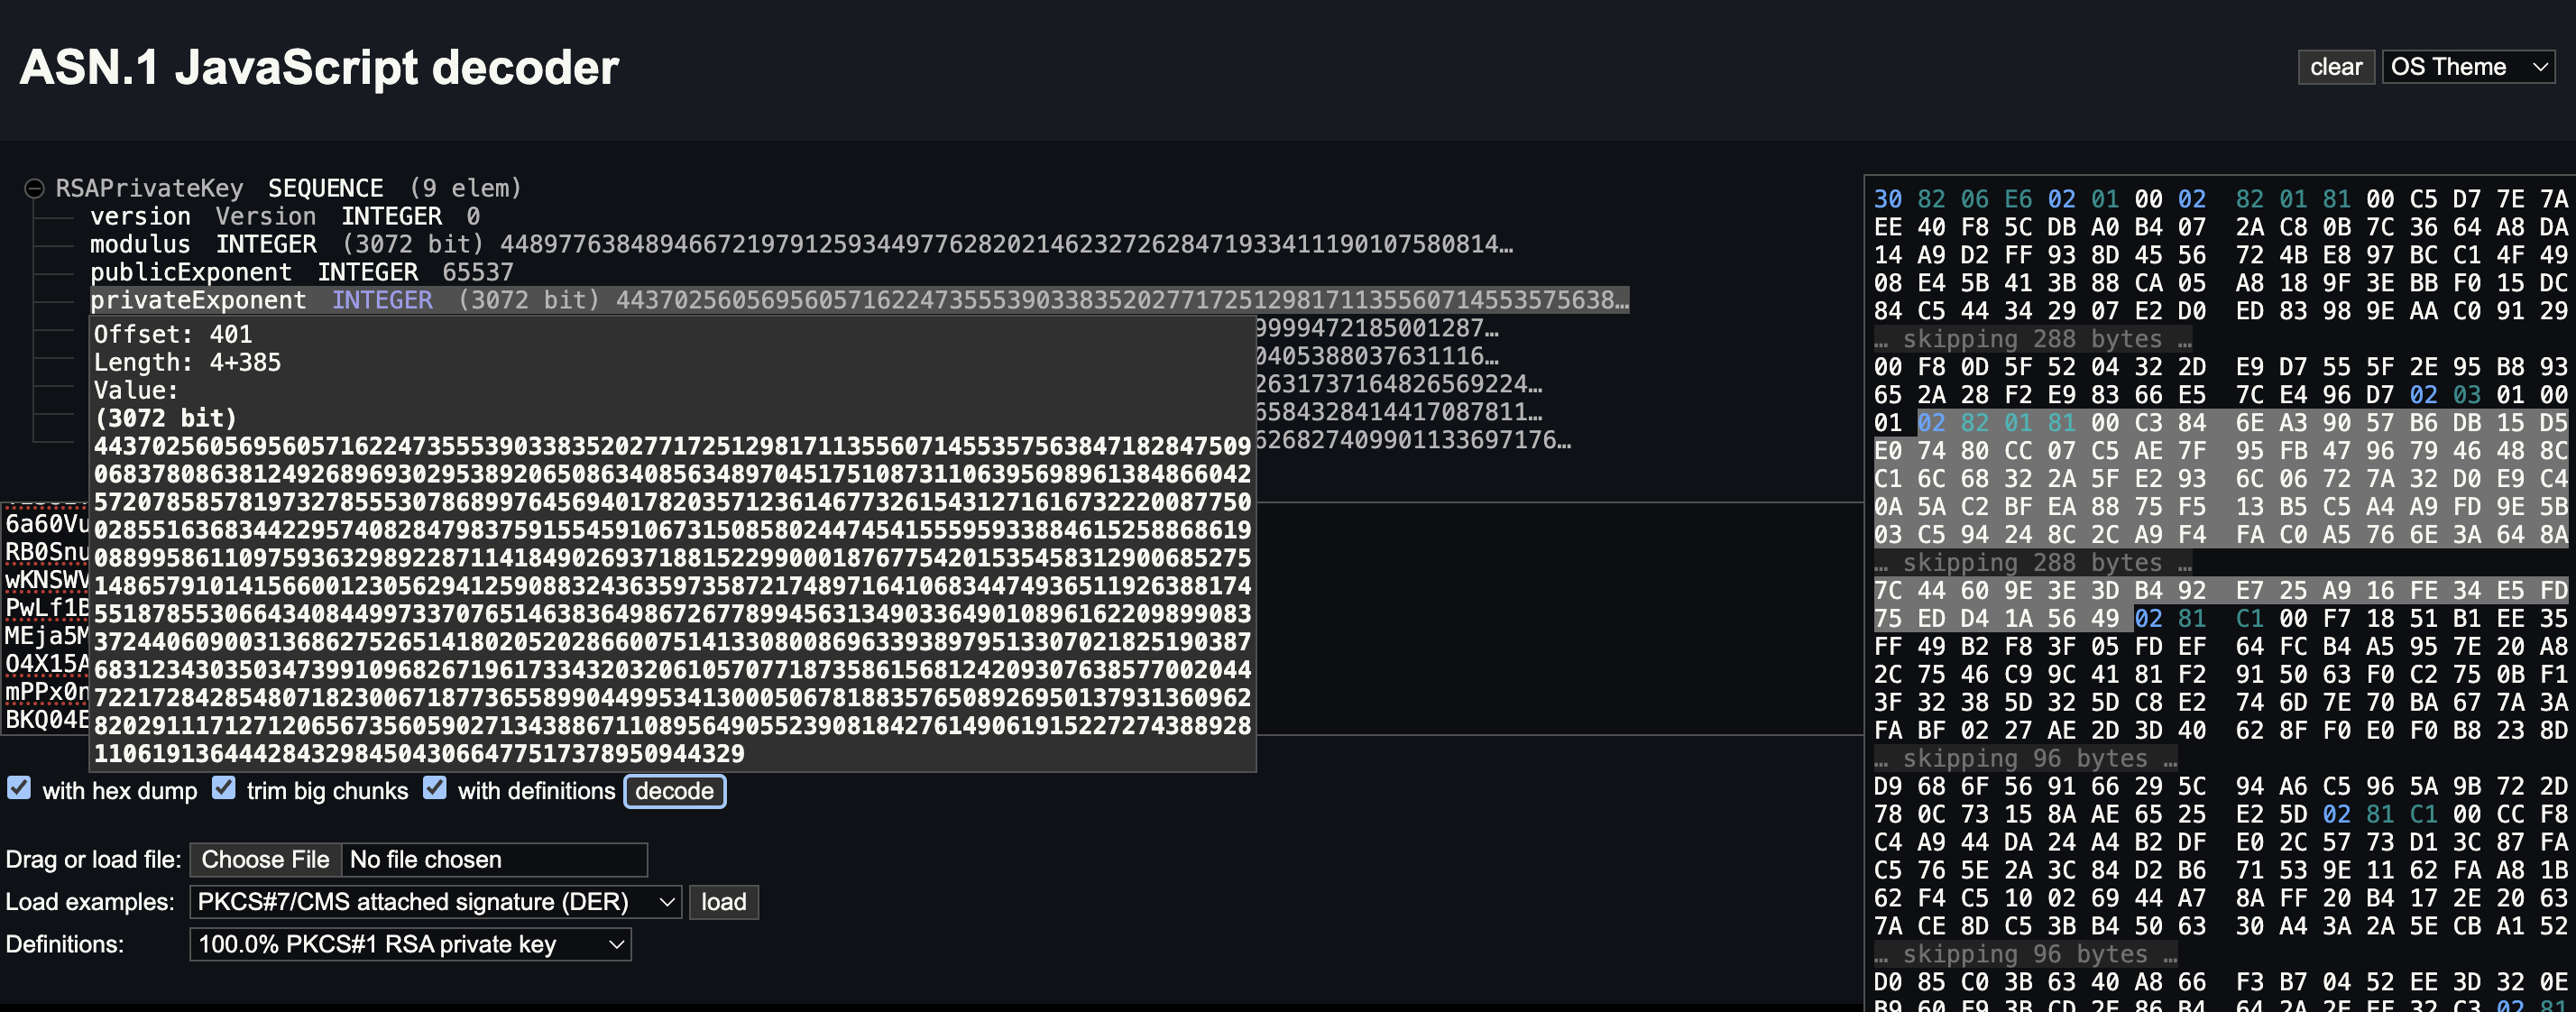 ASN.1 JavaScript decoder
clear OS Theme
RSAPrivateKey SEQUENCE (9 elem)
version Version INTEGER 0
modulus INTEGER (3072 bit) 448977638489466721979125934497762820214623272628471933411190107580814…
publicExponent INTEGER 65537
privateExponent INTEGER (3072 bit) 443702560569560571622473555390338352027717251298171135560714553575638…
Offset: 401
Length: 4+385
Value:
(3072 bit)
44370256056956057162247355539033835202771725129817113556071455357563847182847509
06837808638124926896930295389206508634085634897045175108731106395698961384866042
57207858578197327855530786899764569401782035712361467732615431271616732220087750
02855163683442295740828479837591554591067315085802447454155595933884615258868619
08899586110975936329892287114184902693718815229900018767754201535458312900685275
14865791014156600123056294125908832436359735872174897164106834474936511926388174
55187855306643408449973370765146383649867267789945631349033649010896162209899083
37244060900313686275265141802052028660075141330800869633938979513307021825190387
68312343035034739910968267196173343203206105707718735861568124209307638577002044
72217284285480718230067187736558990449953413000506781883576508926950137931360962
82029111712712065673560590271343886711089564905523908184276149061915227274388928
110619136444284329845043066477517378950944329
9999472185001287…
0405388037631116…
26317371648265692​24…
65843284144170878​11…
6268274099011336971​76…
6a60Vu
RB0Snu
wKNSWV
PwLf1B
MEja5M
O4X15A
mPPx0n
BKQ04E
with hex dump trim big chunks with definitions decode
Drag or load file: Choose File No file chosen
Load examples: PKCS#7/CMS attached signature (DER) load
Definitions: 100.0% PKCS#1 RSA private key
30 82 06 E6 02 01 00 02 82 01 81 00 C5 D7 7E 7A
EE 40 F8 5C DB A0 B4 07 2A C8 0B 7C 36 64 A8 DA
14 A9 D2 FF 93 8D 45 56 72 4B E8 97 BC C1 4F 49
08 E4 5B 41 3B 88 CA 05 A8 18 9F 3E BB F0 15 DC
84 C5 44 34 29 07 E2 D0 ED 83 98 9E AA C0 91 29
… skipping 288 bytes …
00 F8 0D 5F 52 04 32 2D E9 D7 55 5F 2E 95 B8 93
65 2A 28 F2 E9 83 66 E5 7C E4 96 D7 02 03 01 00
01 02 82 01 81 00 C3 84 6E A3 90 57 B6 DB 15 D5
E0 74 80 CC 07 C5 AE 7F 95 FB 47 96 79 46 48 8C
C1 6C 68 32 2A 5F E2 93 6C 06 72 7A 32 D0 E9 C4
0A 5A C2 BF EA 88 75 F5 13 B5 C5 A4 A9 FD 9E 5B
03 C5 94 24 8C 2C A9 F4 FA C0 A5 76 6E 3A 64 8A
… skipping 288 bytes …
7C 44 60 9E 3E 3D B4 92 E7 25 A9 16 FE 34 E5 FD
75 ED D4 1A 56 49 02 81 C1 00 F7 18 51 B1 EE 35
FF 49 B2 F8 3F 05 FD EF 64 FC B4 A5 95 7E 20 A8
2C 75 46 C9 9C 41 81 F2 91 50 63 F0 C2 75 0B F1
3F 32 38 5D 32 5D C8 E2 74 6D 7E 70 BA 67 7A 3A
FA BF 02 27 AE 2D 3D 40 62 8F F0 E0 F0 B8 23 8D
… skipping 96 bytes …
D9 68 6F 56 91 66 29 5C 94 A6 C5 96 5A 9B 72 2D
78 0C 73 15 8A AE 65 25 E2 5D 02 81 C1 00 CC F8
C4 A9 44 DA 24 A4 B2 DF E0 2C 57 73 D1 3C 87 FA
C5 76 5E 2A 3C 84 D2 B6 71 53 9E 11 62 FA A8 1B
62 F4 C5 10 02 69 44 A7 8A FF 20 B4 17 2E 20 63
7A CE 8D C5 3B B4 50 63 30 A4 3A 2A 5E CB A1 52
… skipping 96 bytes …
D0 85 C0 3B 63 40 A8 66 F3 B7 04 52 EE 3D 32 0E